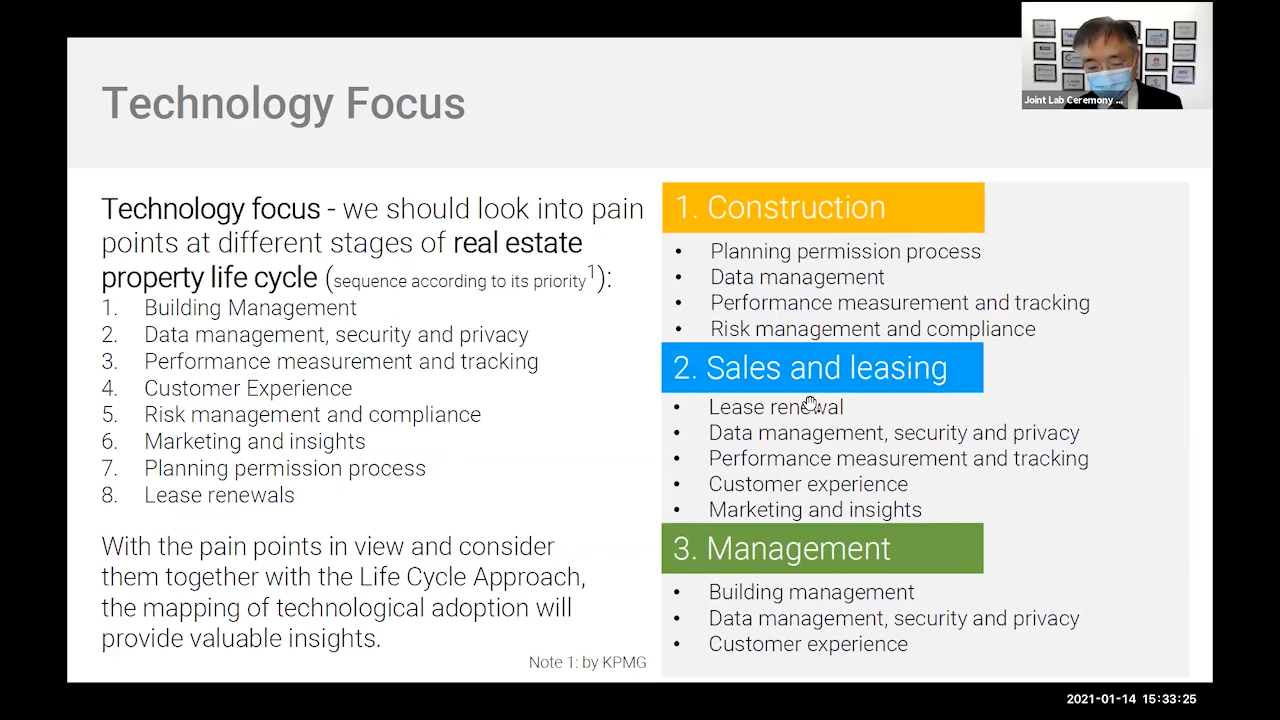 Technology Focus
Joint Lab Ceremony ...
Technology focus - we should look into pain
points at different stages of real estate
property life cycle (sequence according to its priority1):
1. Building Management
2. Data management, security and privacy
3. Performance measurement and tracking
4. Customer Experience
5. Risk management and compliance
6. Marketing and insights
7. Planning permission process
8. Lease renewals
With the pain points in view and consider
them together with the Life Cycle Approach,
the mapping of technological adoption will
provide valuable insights.
Note 1: by KPMG
1. Construction
• Planning permission process
• Data management
• Performance measurement and tracking
• Risk management and compliance
2. Sales and leasing
• Lease renewal
• Data management, security and privacy
• Performance measurement and tracking
• Customer experience
• Marketing and insights
3. Management
• Building management
• Data management, security and privacy
• Customer experience
2021-01-14 15:33:25